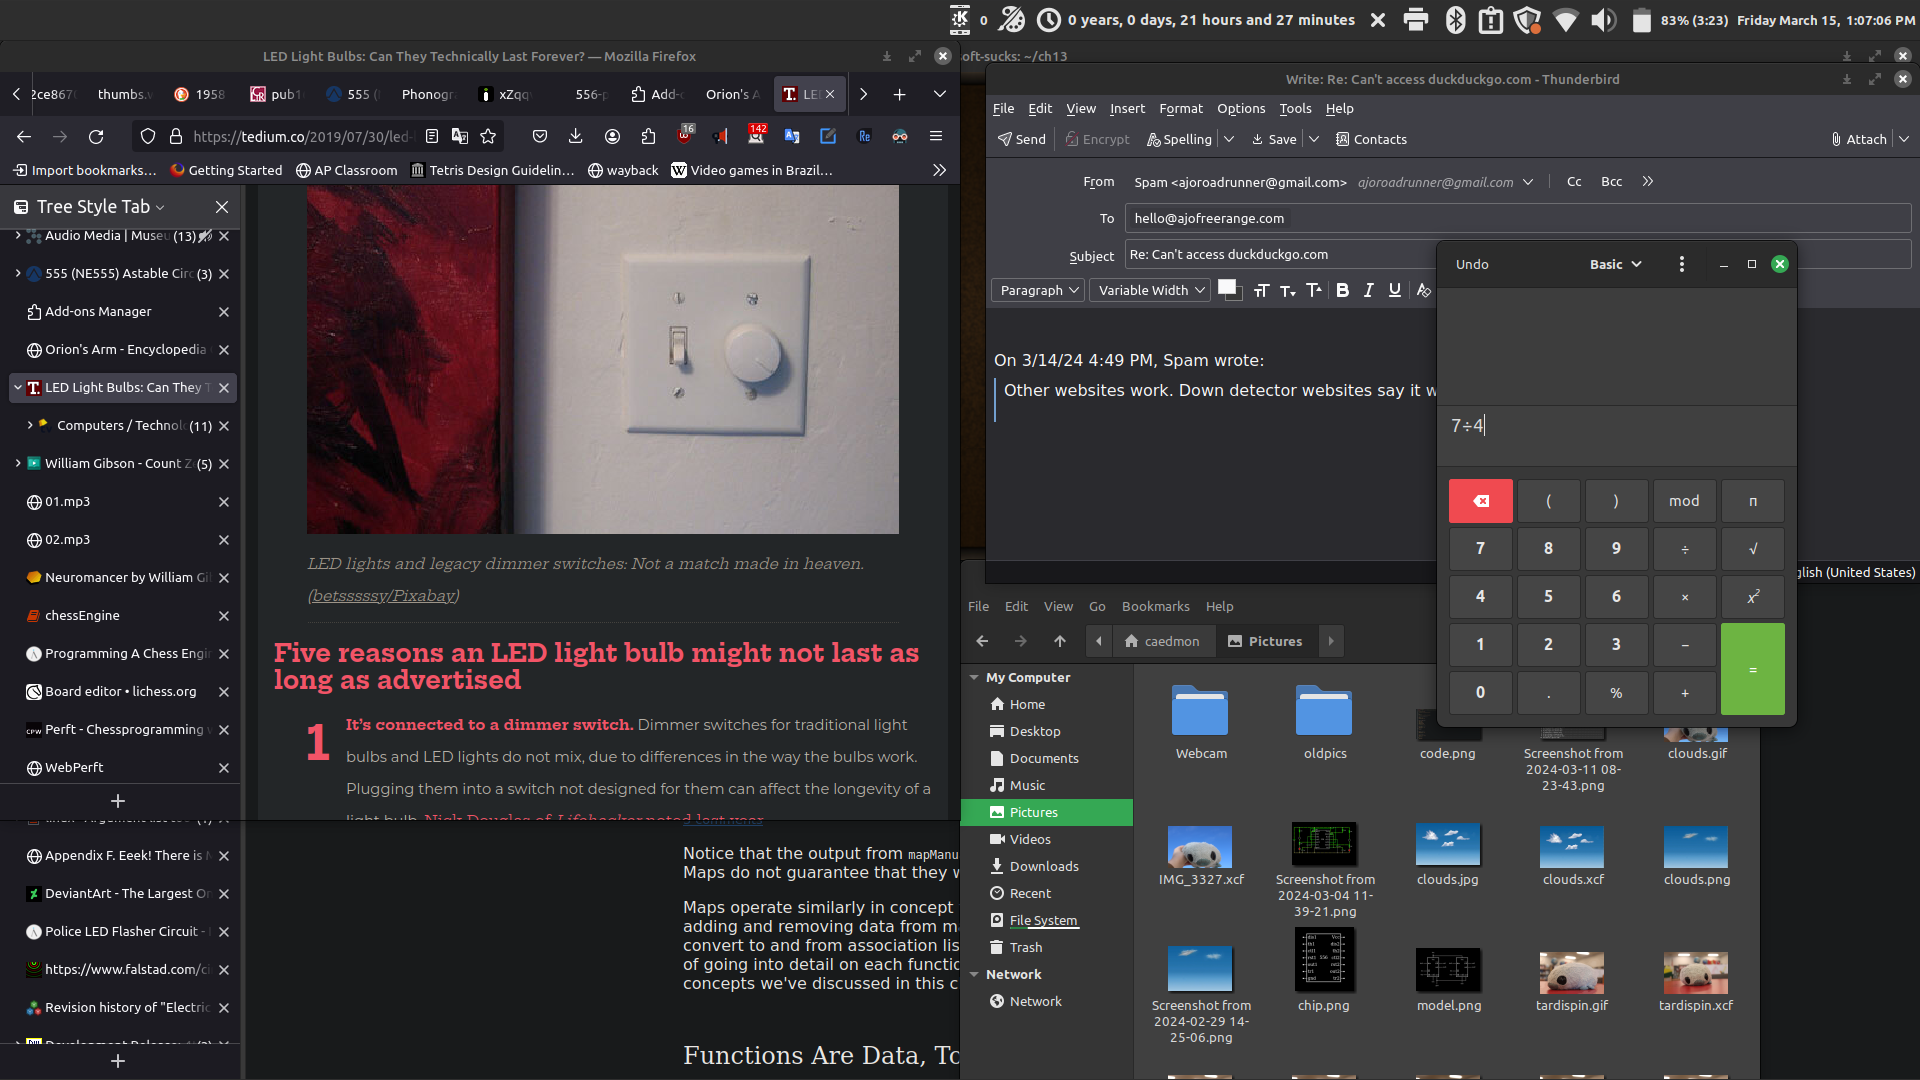 0
0 years, 0 days, 21 hours and 27 minutes
83% (3:23)
Friday March 15, 1:07:06 PM
LED Light Bulbs: Can They Technically Last Forever? — Mozilla Firefox
thumbs.
1958
pub1
555 (
Phonogr
xZqq
556-p
Add-
Orion's A
LE
https://tedium.co/2019/07/30/led-
16
142
Import bookmarks…
Getting Started
AP Classroom
Tetris Design Guidelin…
wayback
Video games in Brazil…
Tree Style Tab
Audio Media | Museu (13)
555 (NE555) Astable Circ (3)
Add-ons Manager
Orion's Arm - Encyclopedia
LED Light Bulbs: Can They T
Computers / Technolo (11)
William Gibson - Count Ze (5)
01.mp3
02.mp3
Neuromancer by William Gi
chessEngine
Programming A Chess Engi
Board editor • lichess.org
Perft - Chessprogramming w
WebPerft
Appendix F. Eeek! There is
DeviantArt - The Largest On
Police LED Flasher Circuit -
https://www.falstad.com/ci
Revision history of "Electric
LED lights and legacy dimmer switches: Not a match made in heaven.
(betsssssy/Pixabay)
Five reasons an LED light bulb might not last as
long as advertised
1
It's connected to a dimmer switch. Dimmer switches for traditional light
bulbs and LED lights do not mix, due to differences in the way the bulbs work.
Plugging them into a switch not designed for them can affect the longevity of a
light bulb. Nick Douglas of Lifehacker noted last year
Notice that the output from mapManu
Maps do not guarantee that they w
Maps operate similarly in concept
adding and removing data from m
convert to and from association lis
of going into detail on each functio
concepts we've discussed in this c
Functions Are Data, To
oft-sucks: ~/ch13
Write: Re: Can't access duckduckgo.com - Thunderbird
File Edit View Insert Format Options Tools Help
Send Encrypt Spelling Save Contacts Attach
From Spam <ajoroadrunner@gmail.com> ajoroadrunner@gmail.com Cc Bcc
To hello@ajofreerange.com
Subject Re: Can't access duckduckgo.com
Paragraph Variable Width
On 3/14/24 4:49 PM, Spam wrote:
Other websites work. Down detector websites say it w
glish (United States)
Undo Basic
7÷4
( ) mod π
7 8 9 ÷ √
4 5 6 × x²
1 2 3 − =
0 . % +
File Edit View Go Bookmarks Help
caedmon Pictures
My Computer
Home
Desktop
Documents
Music
Pictures
Videos
Downloads
Recent
File System
Trash
Network
Network
Webcam
oldpics
code.png
Screenshot from
2024-03-11 08-
23-43.png
clouds.gif
IMG_3327.xcf
Screenshot from
2024-03-04 11-
39-21.png
clouds.jpg
clouds.xcf
clouds.png
Screenshot from
2024-02-29 14-
25-06.png
chip.png
model.png
tardispin.gif
tardispin.xcf